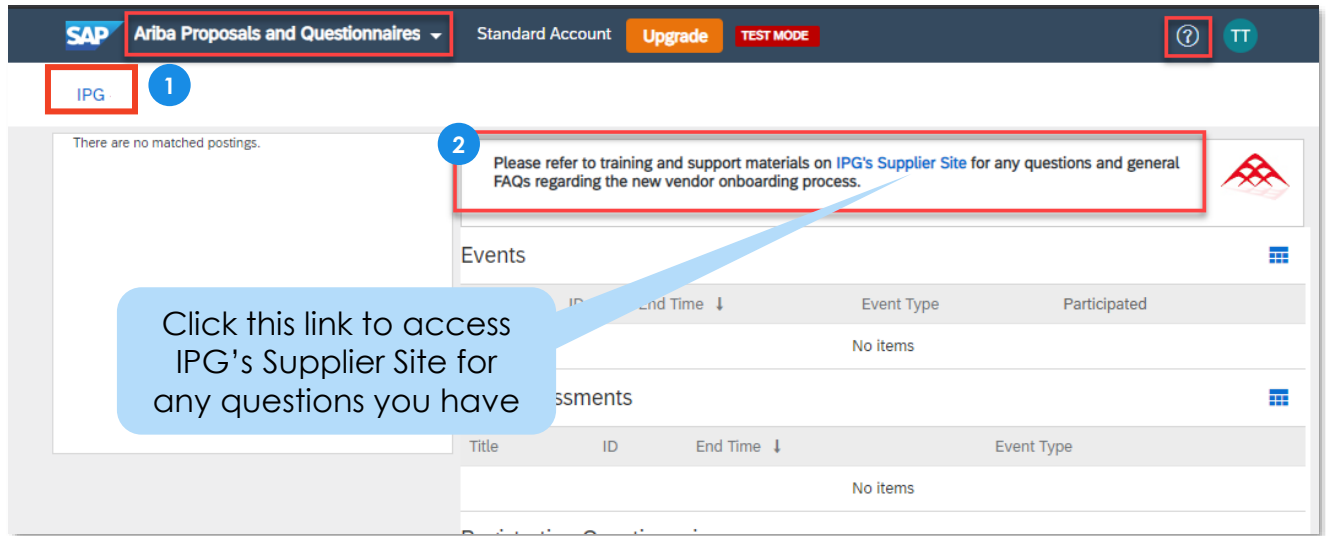 SAP Ariba Proposals and Questionnaires Standard Account Upgrade TEST MODE ? TT
IPG 1
There are no matched postings.
2
Please refer to training and support materials on IPG's Supplier Site for any questions and general
FAQs regarding the new vendor onboarding process.
Events
ID End Time ↓ Event Type Participated
No items
Click this link to access
IPG’s Supplier Site for
any questions you have
Title ID End Time ↓ Event Type
No items